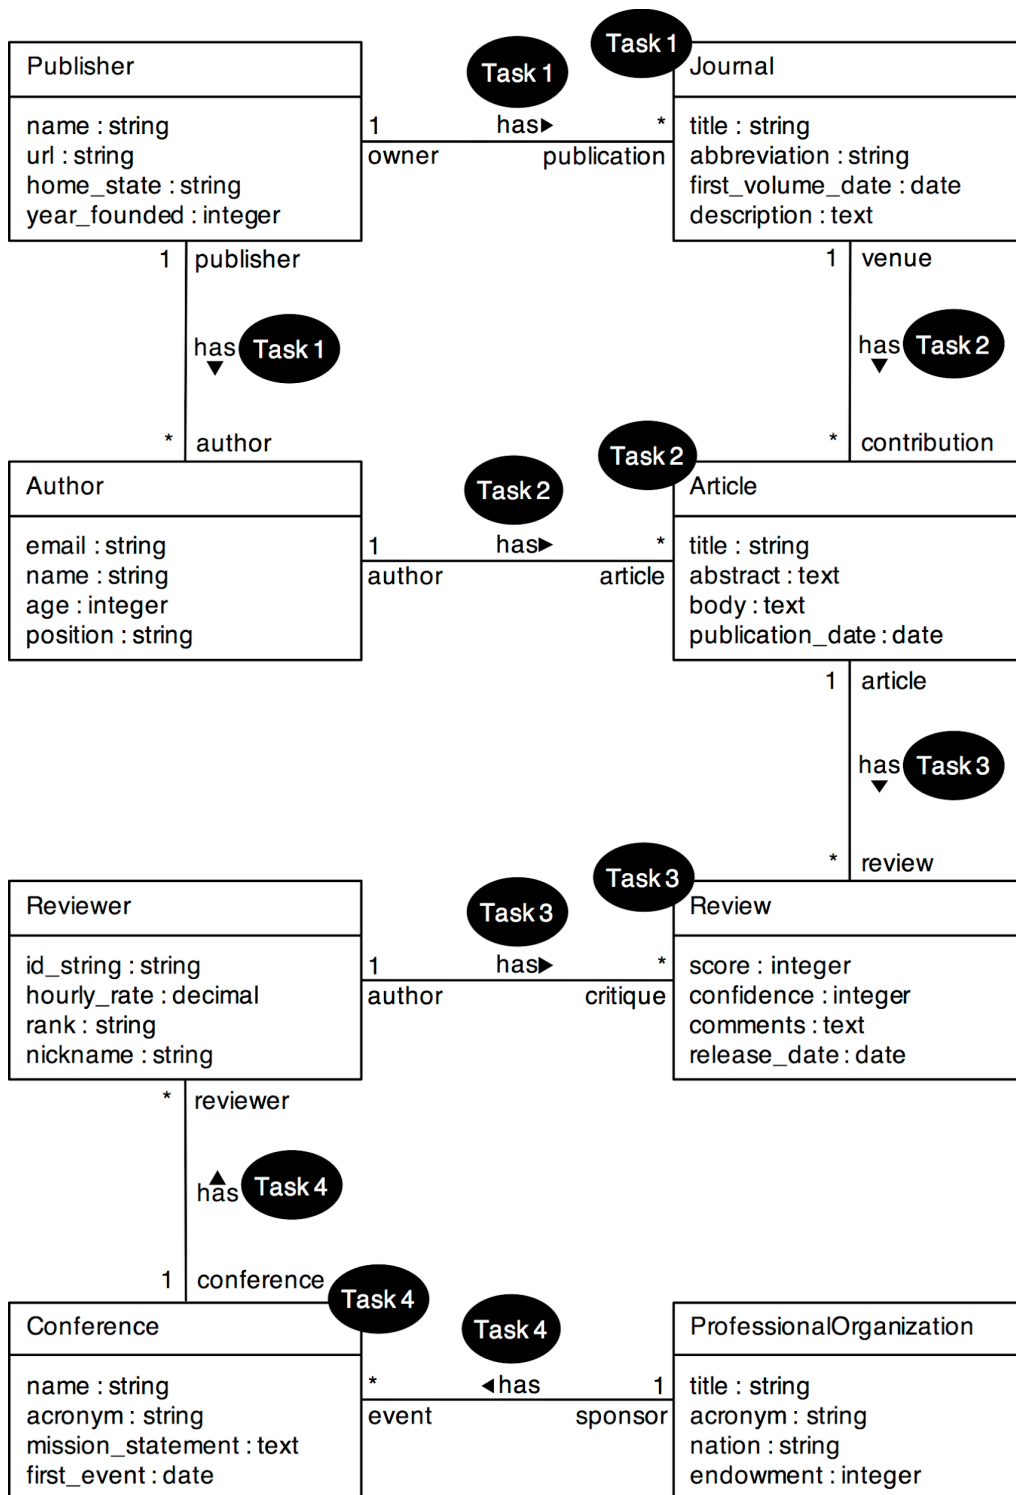 Task 1
Task 1
Publisher
Journal
name : string
url : string
home_state : string
year_founded : integer
1
has
*
owner
publication
title : string
abbreviation : string
first_volume_date : date
description : text
1
publisher
1
venue
has
Task 1
has
Task 2
*
author
*
contribution
Task 2
Task 2
Author
Article
email : string
name : string
age : integer
position : string
1
has
*
author
article
title : string
abstract : text
body : text
publication_date : date
1
article
has
Task 3
*
review
Task 3
Task 3
Reviewer
Review
id_string : string
hourly_rate : decimal
rank : string
nickname : string
1
has
*
author
critique
score : integer
confidence : integer
comments : text
release_date : date
*
reviewer
has
Task 4
1
conference
Task 4
Task 4
Conference
ProfessionalOrganization
name : string
acronym : string
mission_statement : text
first_event : date
*
has
1
event
sponsor
title : string
acronym : string
nation : string
endowment : integer